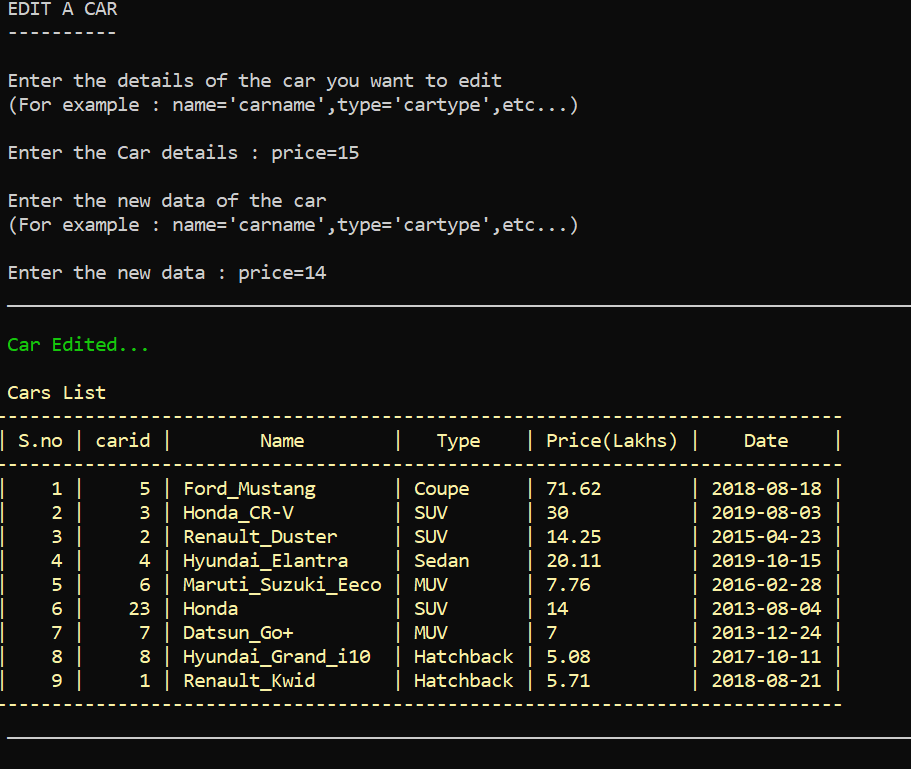 EDIT A CAR
----------
Enter the details of the car you want to edit
(For example : name='carname',type='cartype',etc...)
Enter the Car details : price=15
Enter the new data of the car
(For example : name='carname',type='cartype',etc...)
Enter the new data : price=14
Car Edited...
Cars List
-----------------------------------------------------------------------------
| S.no | carid |        Name        |   Type    | Price(Lakhs) |    Date    |
-----------------------------------------------------------------------------
|    1 |     5 | Ford_Mustang       | Coupe     | 71.62        | 2018-08-18 |
|    2 |     3 | Honda_CR-V         | SUV       | 30           | 2019-08-03 |
|    3 |     2 | Renault_Duster     | SUV       | 14.25        | 2015-04-23 |
|    4 |     4 | Hyundai_Elantra    | Sedan     | 20.11        | 2019-10-15 |
|    5 |     6 | Maruti_Suzuki_Eeco | MUV       | 7.76         | 2016-02-28 |
|    6 |    23 | Honda              | SUV       | 14           | 2013-08-04 |
|    7 |     7 | Datsun_Go+         | MUV       | 7            | 2013-12-24 |
|    8 |     8 | Hyundai_Grand_i10  | Hatchback | 5.08         | 2017-10-11 |
|    9 |     1 | Renault_Kwid       | Hatchback | 5.71         | 2018-08-21 |
-----------------------------------------------------------------------------